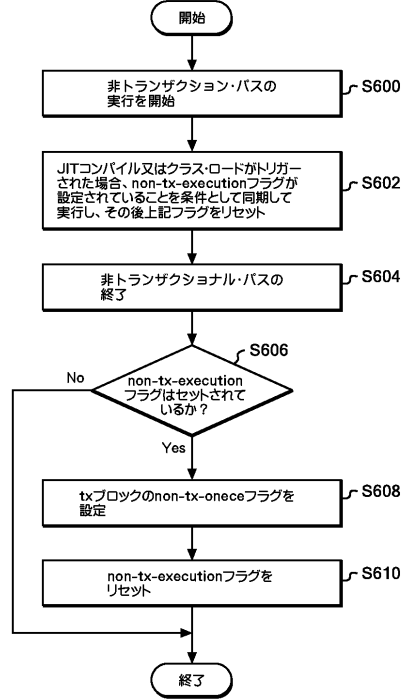 開始
非トランザクション・パスの
実行を開始
S600
JITコンパイル又はクラス・ロードがトリガー
された場合、non-tx-executionフラグが
設定されていることを条件として同期して
実行し、その後上記フラグをリセット
S602
非トランザクショナル・パスの
終了
S604
S606
non-tx-execution
フラグはセットされて
いるか？
No
Yes
txブロックのnon-tx-oneceフラグを
設定
S608
non-tx-executionフラグを
リセット
S610
終了